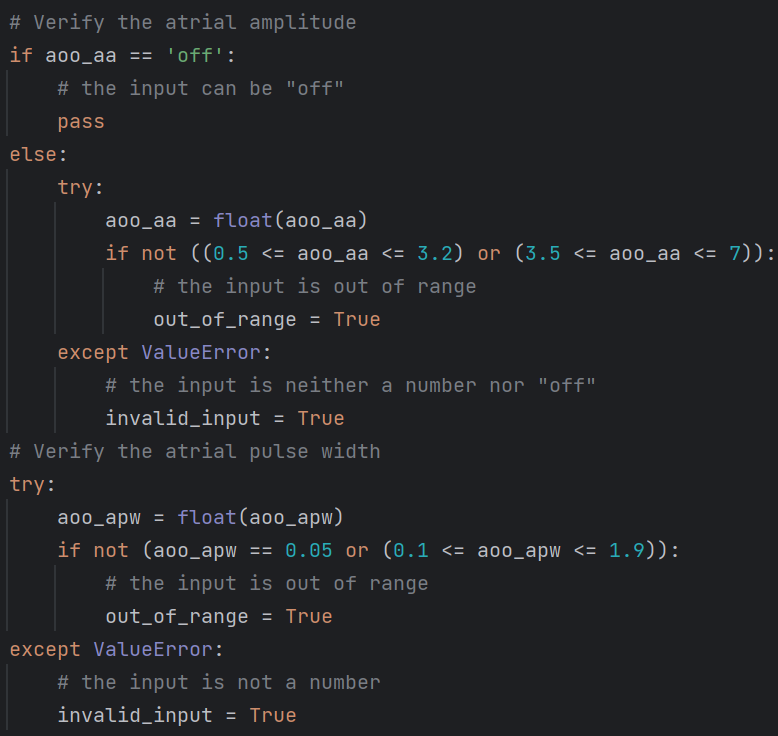 # Verify the atrial amplitude
if aoo_aa == 'off':
    # the input can be "off"
    pass
else:
    try:
        aoo_aa = float(aoo_aa)
        if not ((0.5 <= aoo_aa <= 3.2) or (3.5 <= aoo_aa <= 7)):
            # the input is out of range
            out_of_range = True
    except ValueError:
        # the input is neither a number nor "off"
        invalid_input = True
# Verify the atrial pulse width
try:
    aoo_apw = float(aoo_apw)
    if not (aoo_apw == 0.05 or (0.1 <= aoo_apw <= 1.9)):
        # the input is out of range
        out_of_range = True
except ValueError:
    # the input is not a number
    invalid_input = True